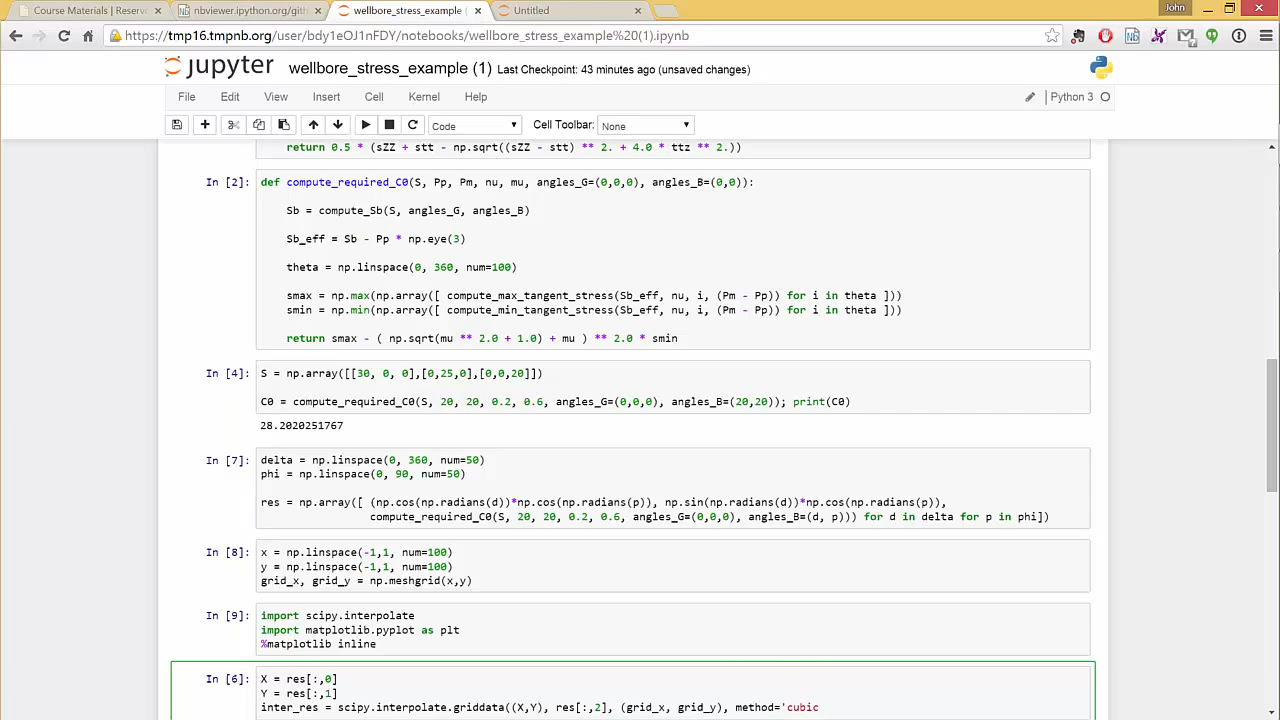 Course Materials | Reserv
nbviewer.ipython.org/gith
wellbore_stress_example (
Untitled
John
https://tmp16.tmpnb.org/user/bdy1eOJ1nFDY/notebooks/wellbore_stress_example%20(1).ipynb
jupyter wellbore_stress_example (1) Last Checkpoint: 43 minutes ago (unsaved changes)
File Edit View Insert Cell Kernel Help Python 3
Code Cell Toolbar: None
return 0.5 * (sZZ + stt - np.sqrt((sZZ - stt) ** 2. + 4.0 * ttz ** 2.))
In [2]: def compute_required_C0(S, Pp, Pm, nu, mu, angles_G=(0,0,0), angles_B=(0,0)):
Sb = compute_Sb(S, angles_G, angles_B)
Sb_eff = Sb - Pp * np.eye(3)
theta = np.linspace(0, 360, num=100)
smax = np.max(np.array([ compute_max_tangent_stress(Sb_eff, nu, i, (Pm - Pp)) for i in theta ]))
smin = np.min(np.array([ compute_min_tangent_stress(Sb_eff, nu, i, (Pm - Pp)) for i in theta ]))
return smax - ( np.sqrt(mu ** 2.0 + 1.0) + mu ) ** 2.0 * smin
In [4]: S = np.array([[30, 0, 0],[0,25,0],[0,0,20]])
C0 = compute_required_C0(S, 20, 20, 0.2, 0.6, angles_G=(0,0,0), angles_B=(20,20)); print(C0)
28.2020251767
In [7]: delta = np.linspace(0, 360, num=50)
phi = np.linspace(0, 90, num=50)
res = np.array([ (np.cos(np.radians(d))*np.cos(np.radians(p)), np.sin(np.radians(d))*np.cos(np.radians(p)),
compute_required_C0(S, 20, 20, 0.2, 0.6, angles_G=(0,0,0), angles_B=(d, p))) for d in delta for p in phi])
In [8]: x = np.linspace(-1,1, num=100)
y = np.linspace(-1,1, num=100)
grid_x, grid_y = np.meshgrid(x,y)
In [9]: import scipy.interpolate
import matplotlib.pyplot as plt
%matplotlib inline
In [6]: X = res[:,0]
Y = res[:,1]
inter_res = scipy.interpolate.griddata((X,Y), res[:,2], (grid_x, grid_y), method='cubic